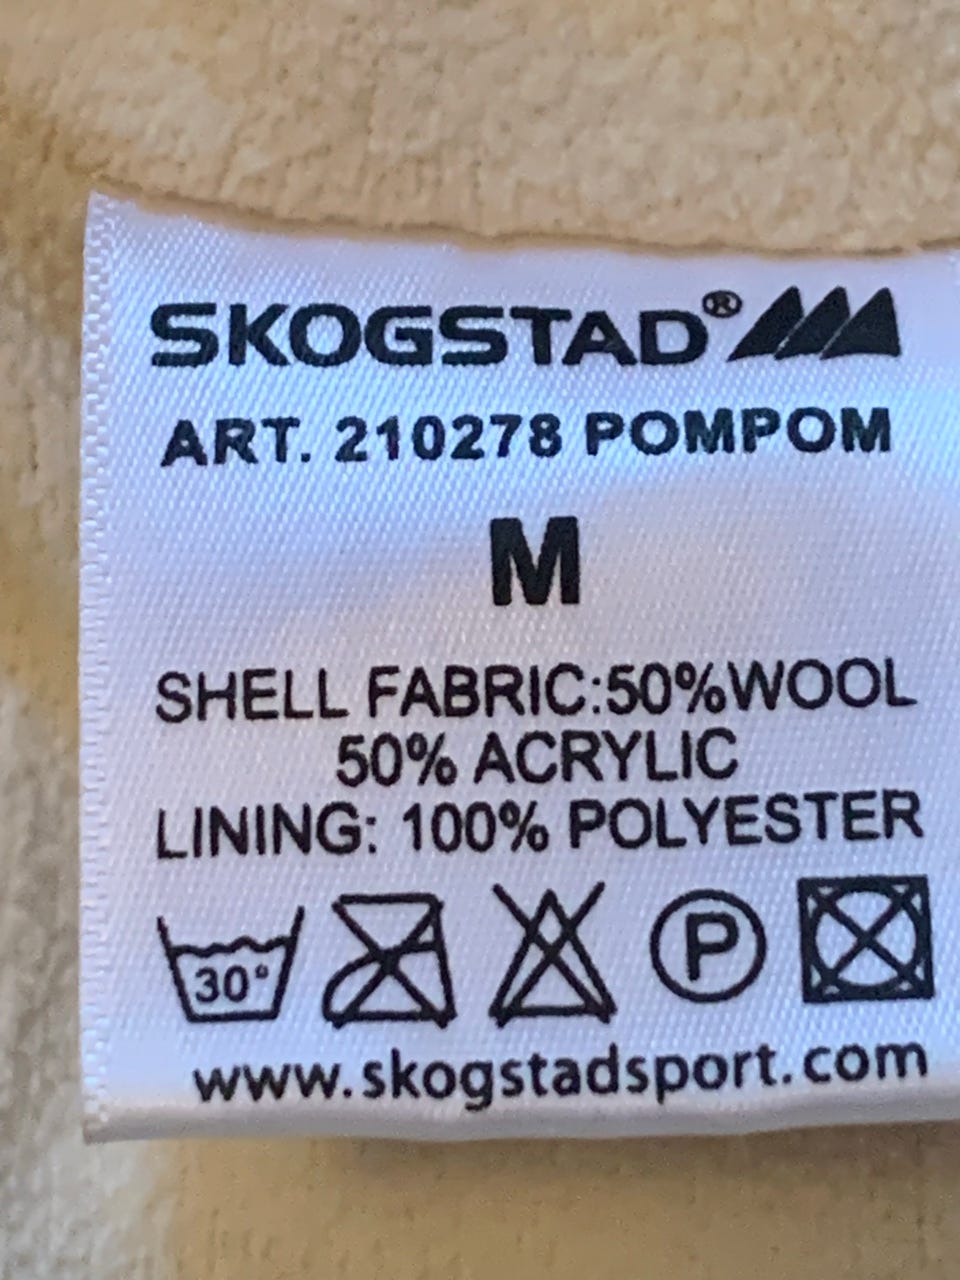 SKOGSTAD®
ART. 210278 POMPOM
M
SHELL FABRIC:50%WOOL
50% ACRYLIC
LINING: 100% POLYESTER
30° P
www.skogstadsport.com